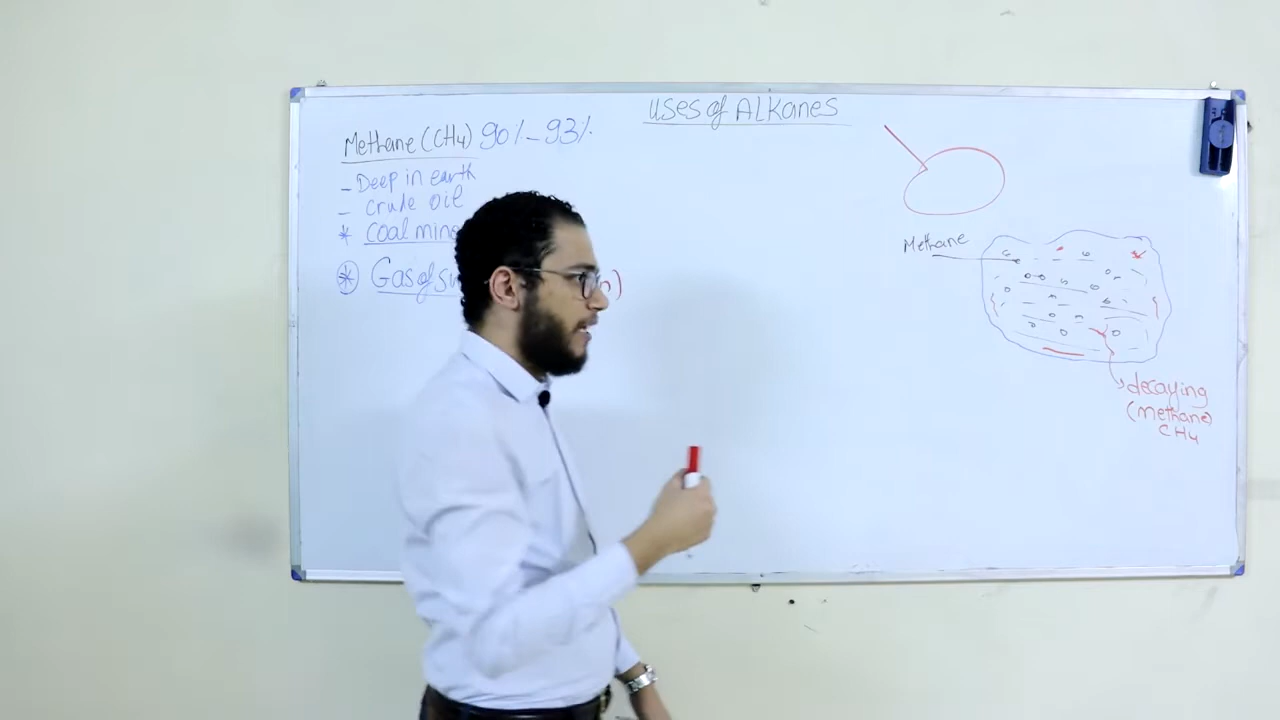 Uses of Alkanes
Methane (CH4) 90% - 93%
- Deep in earth
- crude oil
* coal min
* Gas of
Methane
decaying
(methane)
CH4